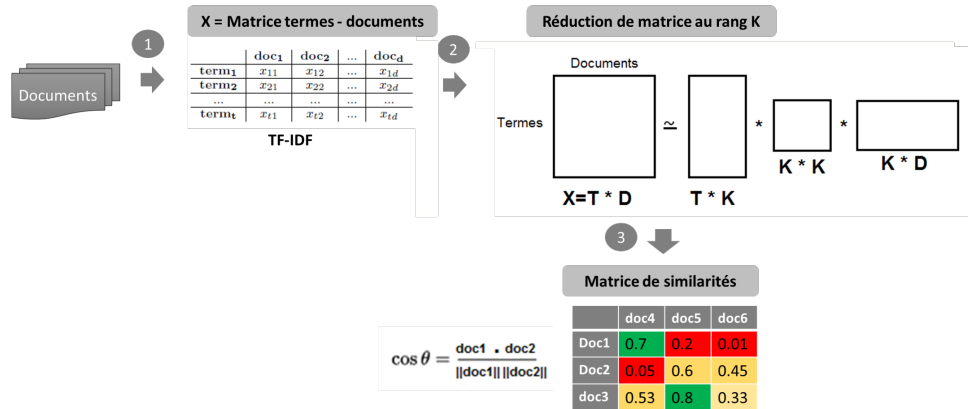 X = Matrice termes - documents
Réduction de matrice au rang K
1
2
Documents
doc1 doc2 ... docd
term1 x11 x12 ... x1d
term2 x21 x22 ... x2d
... ... ... ... ...
termt xt1 xt2 ... xtd
TF-IDF
Documents
Termes
≃ * *
X=T * D
T * K
K * K
K * D
3
Matrice de similarités
doc4 doc5 doc6
Doc1 0.7 0.2 0.01
Doc2 0.05 0.6 0.45
doc3 0.53 0.8 0.33
cos θ = doc1 . doc2
||doc1|| ||doc2||